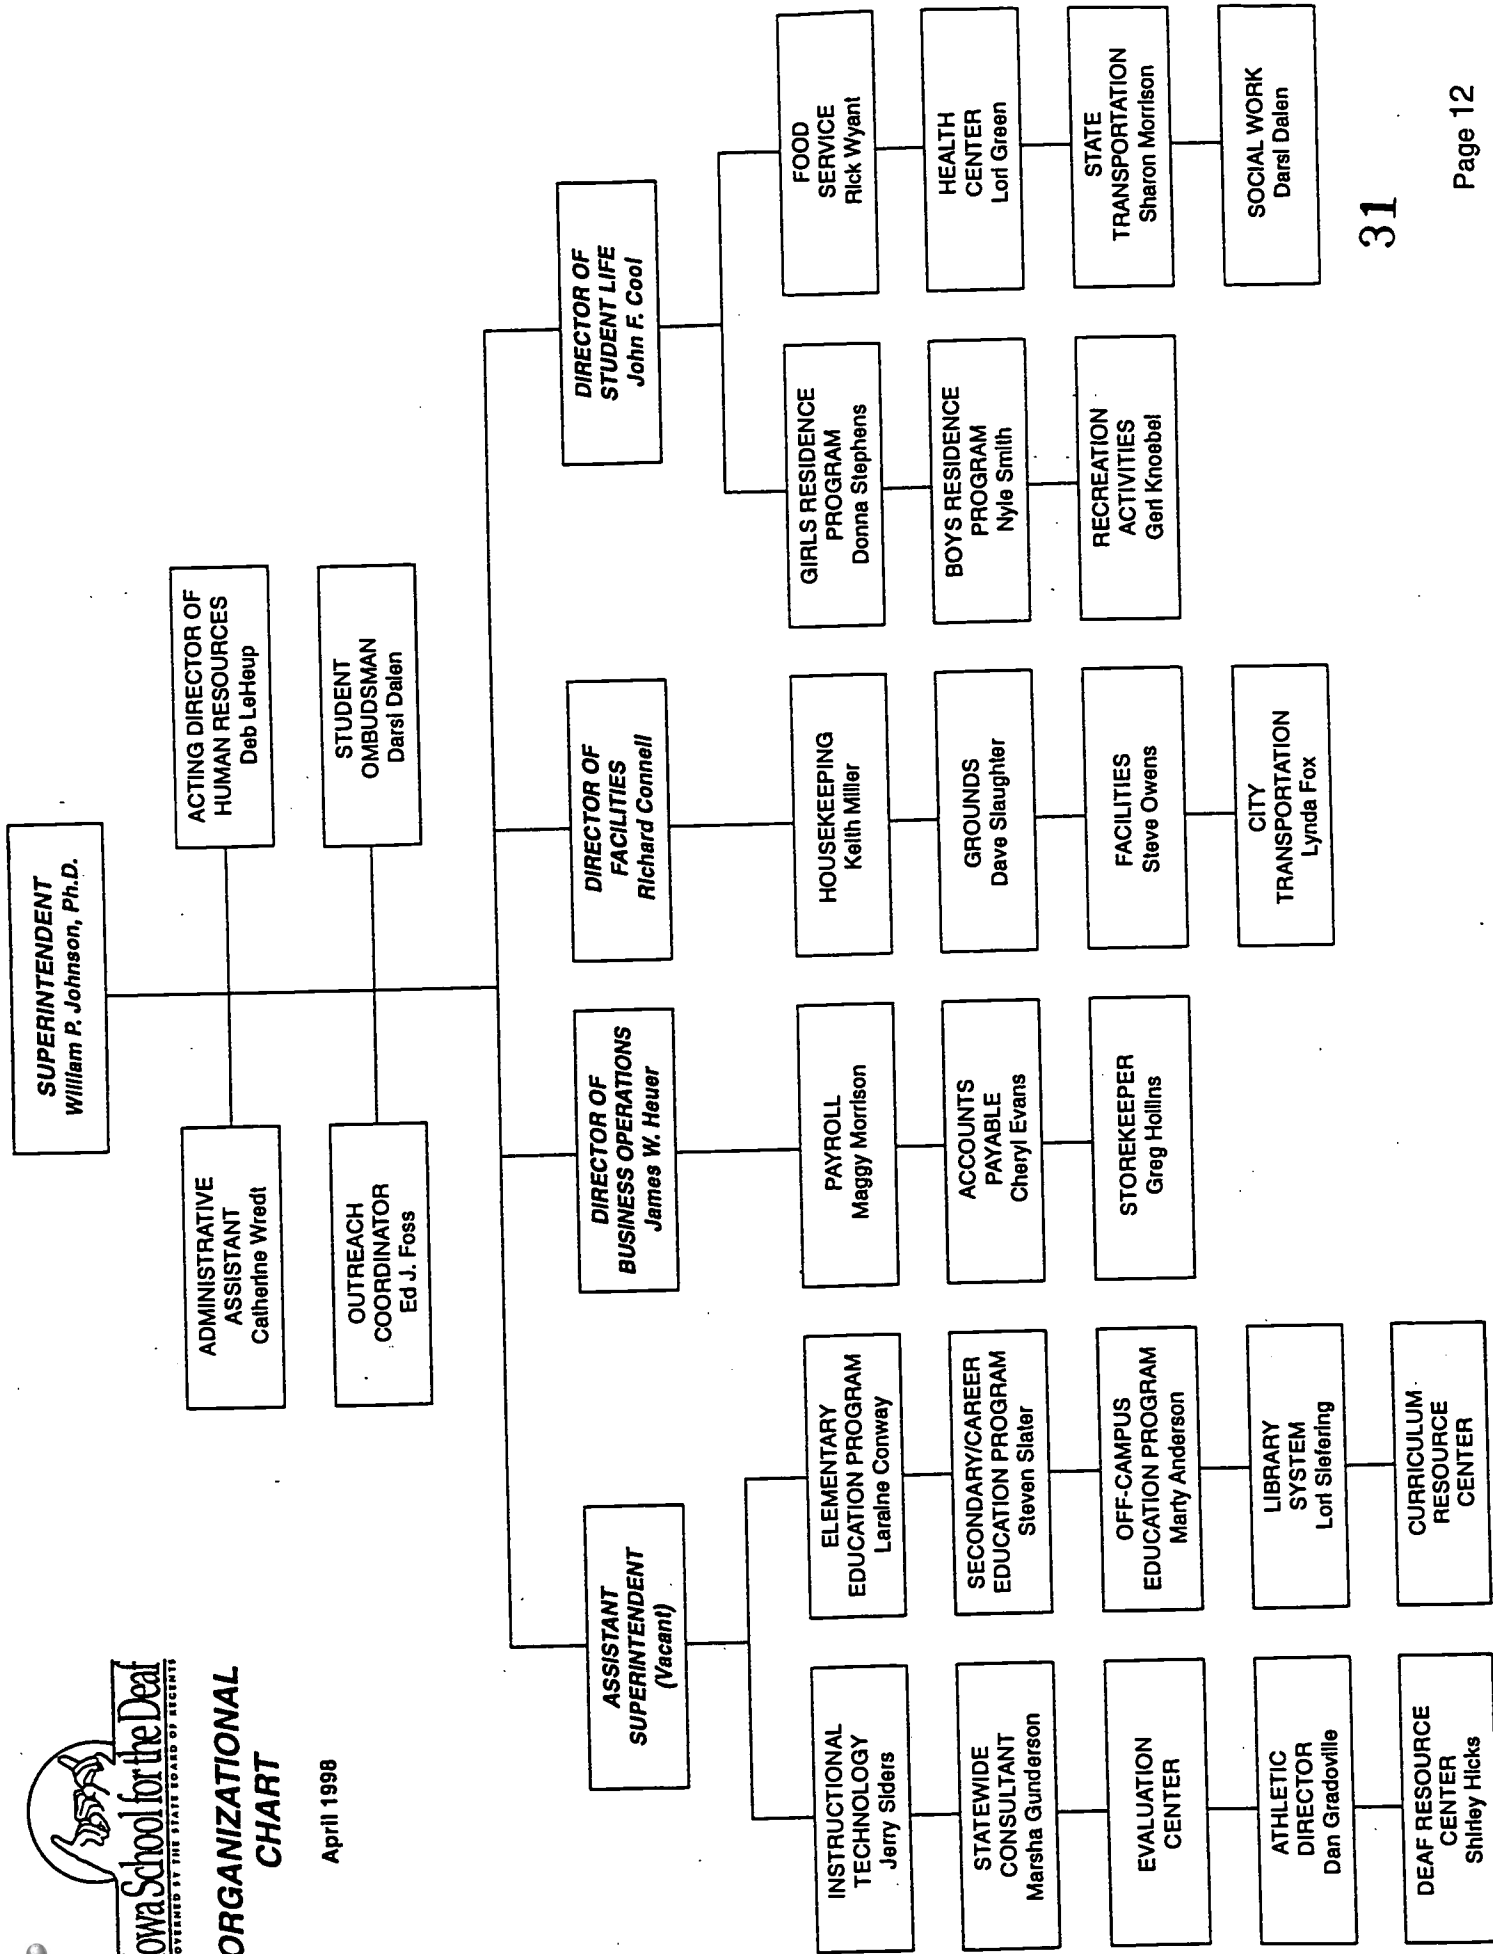 Iowa School for the Deaf
GOVERNED BY THE STATE BOARD OF REGENTS
ORGANIZATIONAL
CHART
April 1998
SUPERINTENDENT
William P. Johnson, Ph.D.
ADMINISTRATIVE
ASSISTANT
Catherine Wredt
ACTING DIRECTOR OF
HUMAN RESOURCES
Deb LeHeup
OUTREACH
COORDINATOR
Ed J. Foss
STUDENT
OMBUDSMAN
Darsi Dalen
ASSISTANT
SUPERINTENDENT
(Vacant)
DIRECTOR OF
BUSINESS OPERATIONS
James W. Heuer
DIRECTOR OF
FACILITIES
Richard Connell
DIRECTOR OF
STUDENT LIFE
John F. Cool
INSTRUCTIONAL
TECHNOLOGY
Jerry Siders
STATEWIDE
CONSULTANT
Marsha Gunderson
EVALUATION
CENTER
ATHLETIC
DIRECTOR
Dan Gradoville
DEAF RESOURCE
CENTER
Shirley Hicks
ELEMENTARY
EDUCATION PROGRAM
Laraine Conway
SECONDARY/CAREER
EDUCATION PROGRAM
Steven Slater
OFF-CAMPUS
EDUCATION PROGRAM
Marty Anderson
LIBRARY
SYSTEM
Lori Siefering
CURRICULUM
RESOURCE
CENTER
PAYROLL
Maggy Morrison
ACCOUNTS
PAYABLE
Cheryl Evans
STOREKEEPER
Greg Hollins
HOUSEKEEPING
Keith Miller
GROUNDS
Dave Slaughter
FACILITIES
Steve Owens
CITY
TRANSPORTATION
Lynda Fox
GIRLS RESIDENCE
PROGRAM
Donna Stephens
BOYS RESIDENCE
PROGRAM
Nyle Smith
RECREATION
ACTIVITIES
Geri Knoebel
FOOD
SERVICE
Rick Wyant
HEALTH
CENTER
Lori Green
STATE
TRANSPORTATION
Sharon Morrison
SOCIAL WORK
Darsi Dalen
31
Page 12